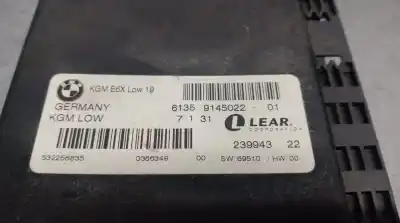 KGM E6X Low 19
GERMANY 6135 9145022 - 01
KGM LOW 7 1 31 LEAR.
CORPORATION
239943 22
532256835 0366349 00 SW:69510 / HW:00